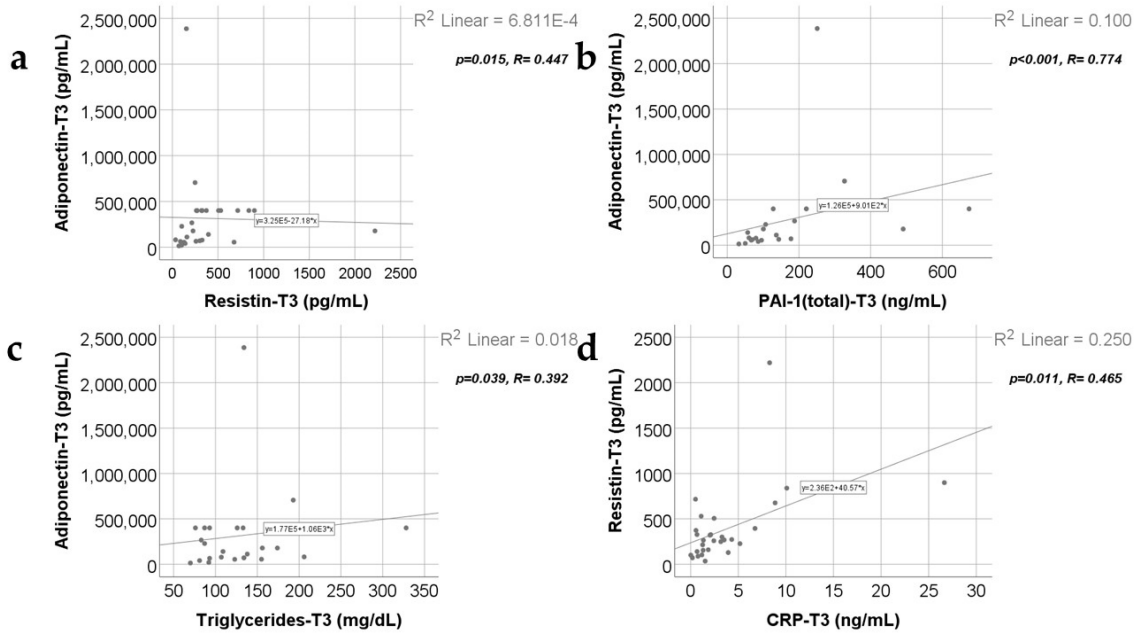 a
R² Linear = 6.811E-4
p=0.015, R= 0.447
Adiponectin-T3 (pg/mL)
2,500,000
2,000,000
1,500,000
1,000,000
500,000
0
y=3.25E5-27.18*x
0 500 1000 1500 2000 2500
Resistin-T3 (pg/mL)
b
R² Linear = 0.100
p<0.001, R= 0.774
Adiponectin-T3 (pg/mL)
2,500,000
2,000,000
1,500,000
1,000,000
500,000
0
y=1.26E5+9.01E2*x
0 200 400 600
PAI-1(total)-T3 (ng/mL)
c
R² Linear = 0.018
p=0.039, R= 0.392
Adiponectin-T3 (pg/mL)
2,500,000
2,000,000
1,500,000
1,000,000
500,000
0
y=1.77E5+1.06E3*x
50 100 150 200 250 300 350
Triglycerides-T3 (mg/dL)
d
R² Linear = 0.250
p=0.011, R= 0.465
Resistin-T3 (pg/mL)
2500
2000
1500
1000
500
0
y=2.36E2+40.57*x
0 5 10 15 20 25 30
CRP-T3 (ng/mL)